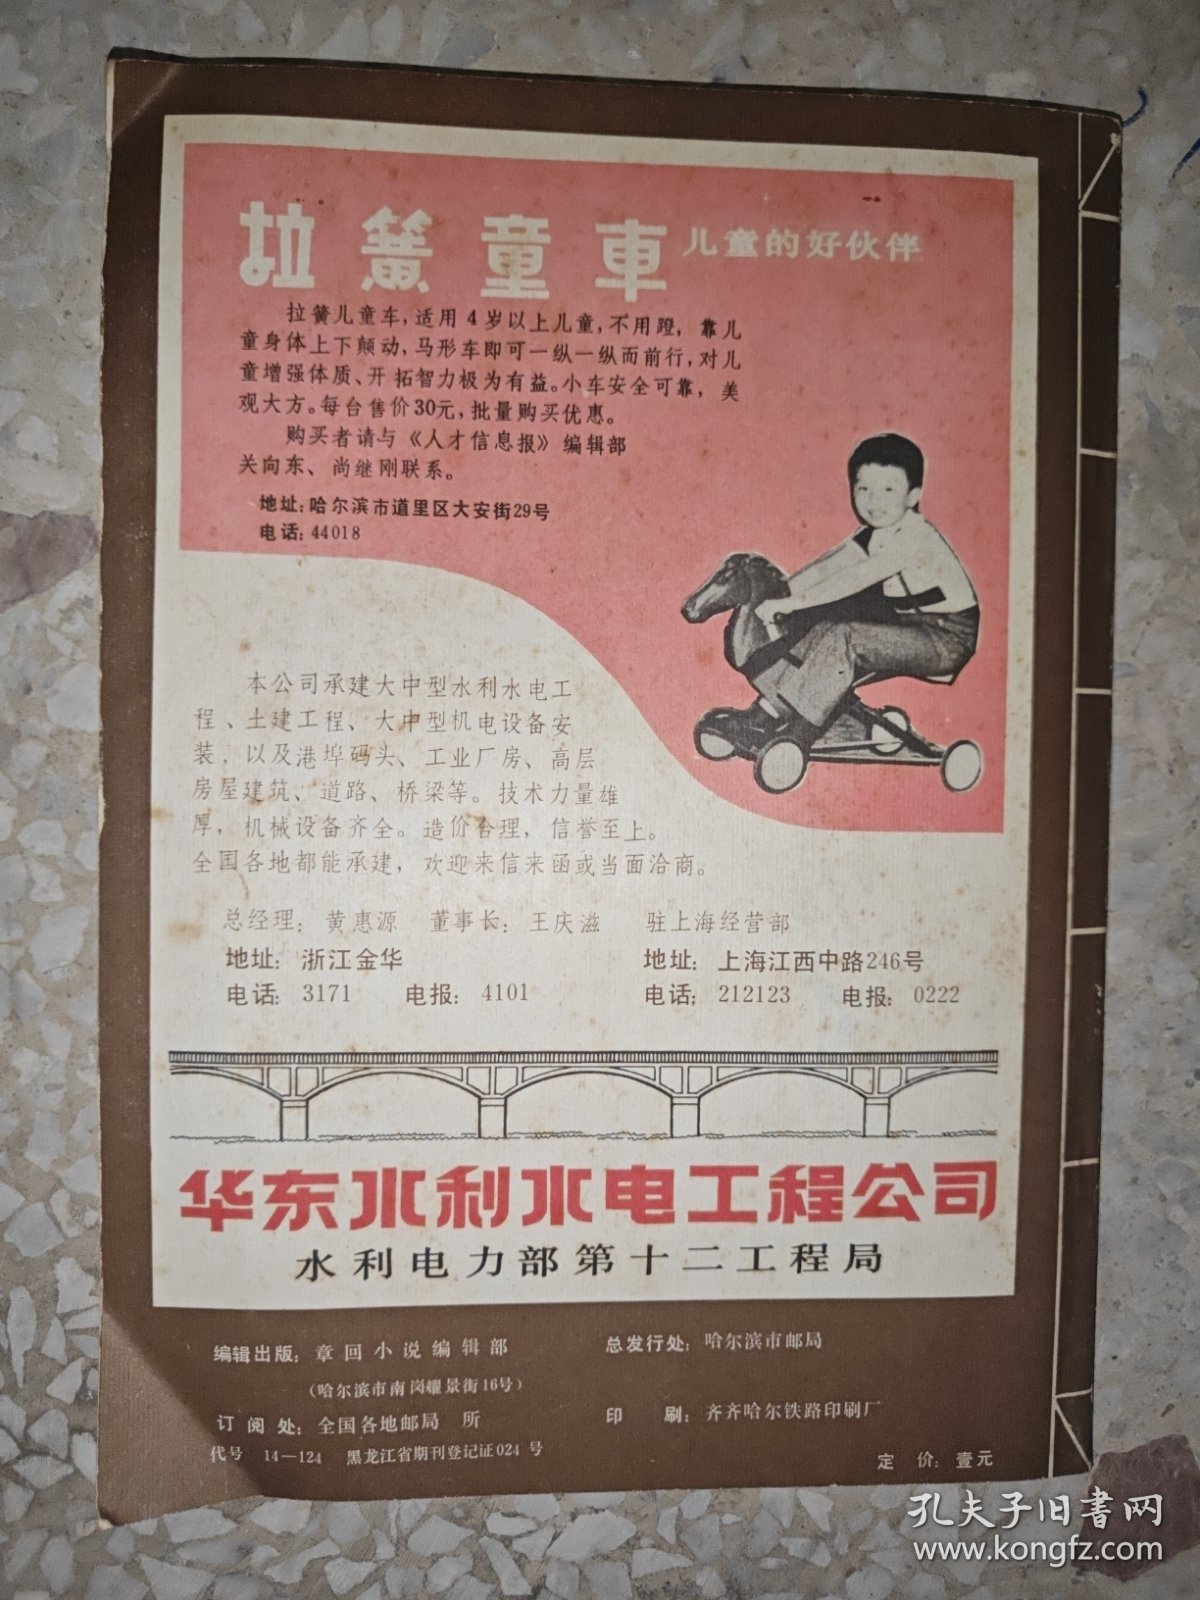 拉簧童車 儿童的好伙伴
拉簧儿童车，适用4岁以上儿童，不用蹬，靠儿
童身体上下颠动，马形车即可一纵一纵而前行，对儿
童增强体质、开拓智力极为有益。小车安全可靠，美
观大方。每台售价30元，批量购买优惠。
购买者请与《人才信息报》编辑部
关向东、尚继刚联系。
地址：哈尔滨市道里区大安街29号
电话：44018
本公司承建大中型水利水电工
程、土建工程、大中型机电设备安
装，以及港埠码头、工业厂房、高层
房屋建筑、道路、桥梁等。技术力量雄
厚，机械设备齐全。造价合理，信誉至上。
全国各地都能承建，欢迎来信来函或当面洽商。
总经理：黄惠源 董事长：王庆滋 驻上海经营部
地址：浙江金华 地址：上海江西中路246号
电话：3171 电报：4101 电话：212123 电报：0222
华东水利水电工程公司
水利电力部第十二工程局
编辑出版：章回小说编辑部 总发行处：哈尔滨市邮局
（哈尔滨市南岗耀景街16号）
订阅处：全国各地邮局 所 印 刷：齐齐哈尔铁路印刷厂
代号 14—124 黑龙江省期刊登记证024号
定 价：壹元
孔夫子旧书网
www.kongfz.com